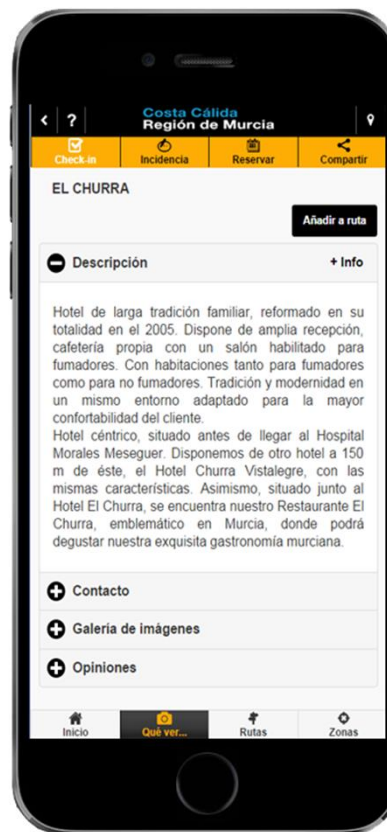 Costa Cálida
< ? Región de Murcia
Check-in Incidencia Reservar Compartir
EL CHURRA
Añadir a ruta
Descripción + Info
Hotel de larga tradición familiar, reformado en su
totalidad en el 2005. Dispone de amplia recepción,
cafetería propia con un salón habilitado para
fumadores. Con habitaciones tanto para fumadores
como para no fumadores. Tradición y modernidad en
un mismo entorno adaptado para la mayor
confortabilidad del cliente.
Hotel céntrico, situado antes de llegar al Hospital
Morales Meseguer. Disponemos de otro hotel a 150
m de éste, el Hotel Churra Vistalegre, con las
mismas características. Asimismo, situado junto al
Hotel El Churra, se encuentra nuestro Restaurante El
Churra, emblemático en Murcia, donde podrá
degustar nuestra exquisita gastronomía murciana.
Contacto
Galería de imágenes
Opiniones
Inicio Qué ver... Rutas Zonas